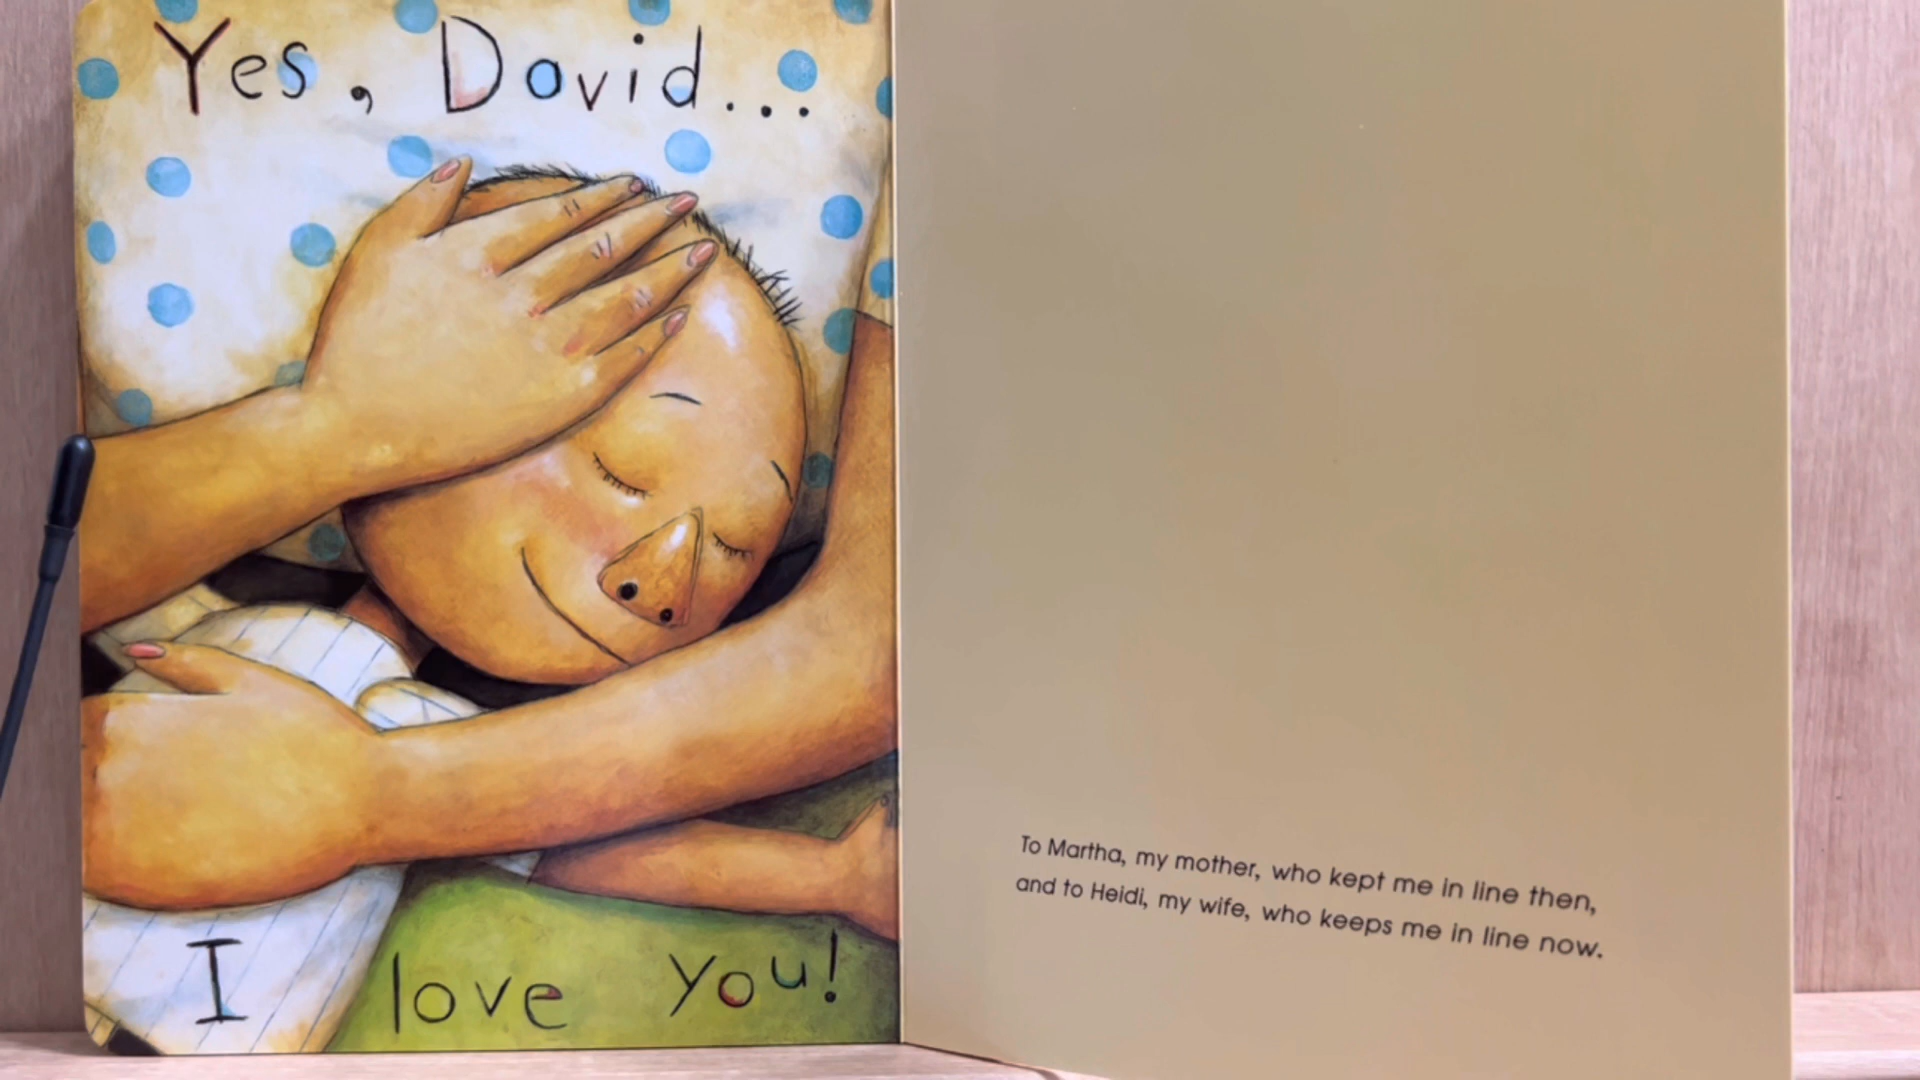 Yes, David...
I love you!
To Martha, my mother, who kept me in line then,
and to Heidi, my wife, who keeps me in line now.